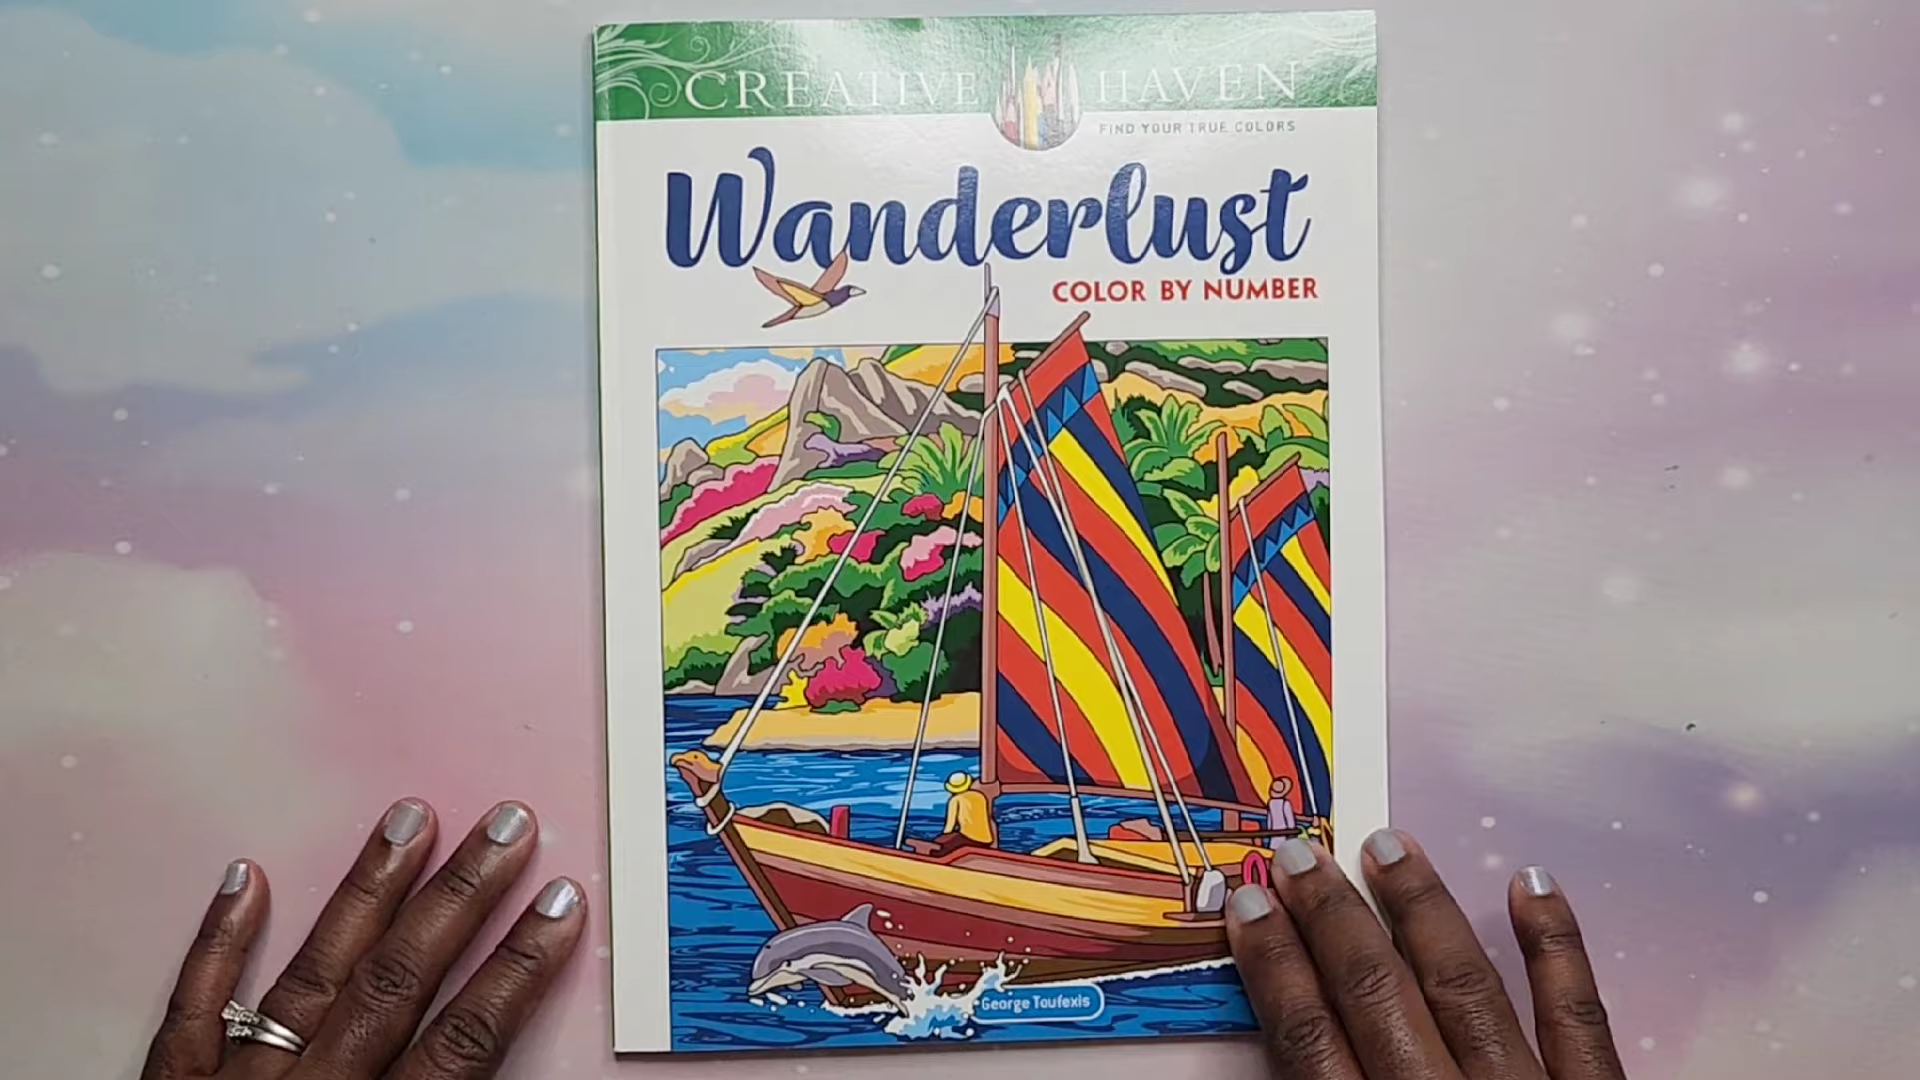 CREATIVE HAVEN
FIND YOUR TRUE COLORS
Wanderlust
COLOR BY NUMBER
George Toufexis